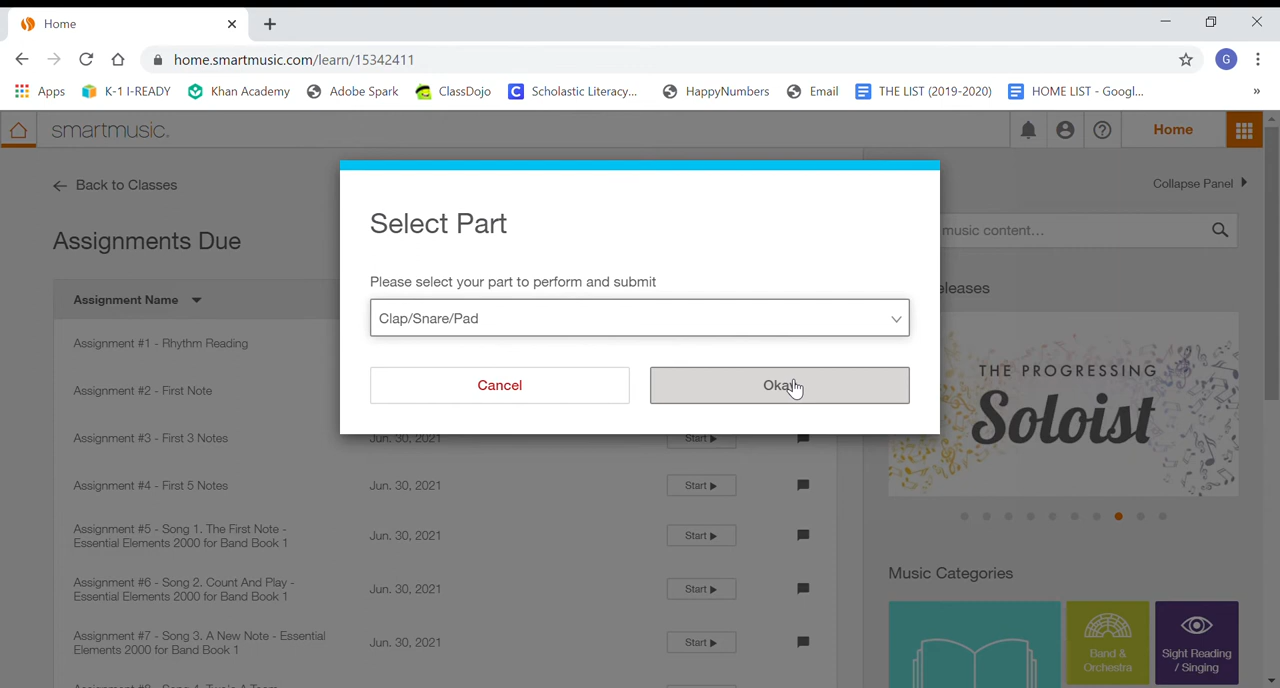 Home
home.smartmusic.com/learn/15342411
G
Apps
K-1 I-READY
Khan Academy
Adobe Spark
ClassDojo
C
Scholastic Literacy...
HappyNumbers
Email
THE LIST (2019-2020)
HOME LIST - Googl...
»
smartmusic.
Home
Back to Classes
Collapse Panel
Assignments Due
music content...
Select Part
Please select your part to perform and submit
Clap/Snare/Pad
Cancel
Assignment Name
eleases
Assignment #1 - Rhythm Reading
Assignment #2 - First Note
Assignment #3 - First 3 Notes
Jun. 30, 2021
Start
Assignment #4 - First 5 Notes
Jun. 30, 2021
Start
Assignment #5 - Song 1. The First Note -
Essential Elements 2000 for Band Book 1
Jun. 30, 2021
Start
Assignment #6 - Song 2. Count And Play -
Essential Elements 2000 for Band Book 1
Jun. 30, 2021
Start
Assignment #7 - Song 3. A New Note - Essential
Elements 2000 for Band Book 1
Jun. 30, 2021
Start
THE PROGRESSING
Soloist
Music Categories
Band &
Orchestra
Sight Reading
/ Singing